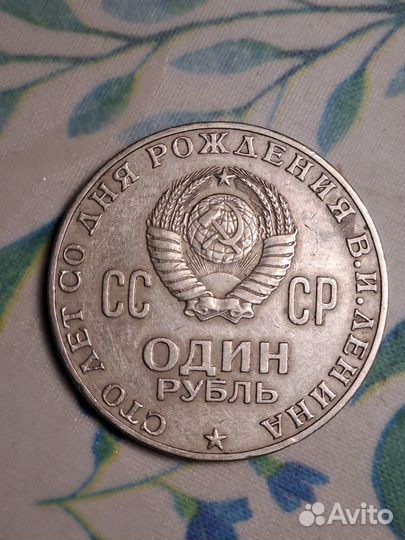 СТО ЛЕТ СО ДНЯ РОЖДЕНИЯ В.И.ЛЕНИНА
СС СР
ОДИН
РУБЛЬ
Avito